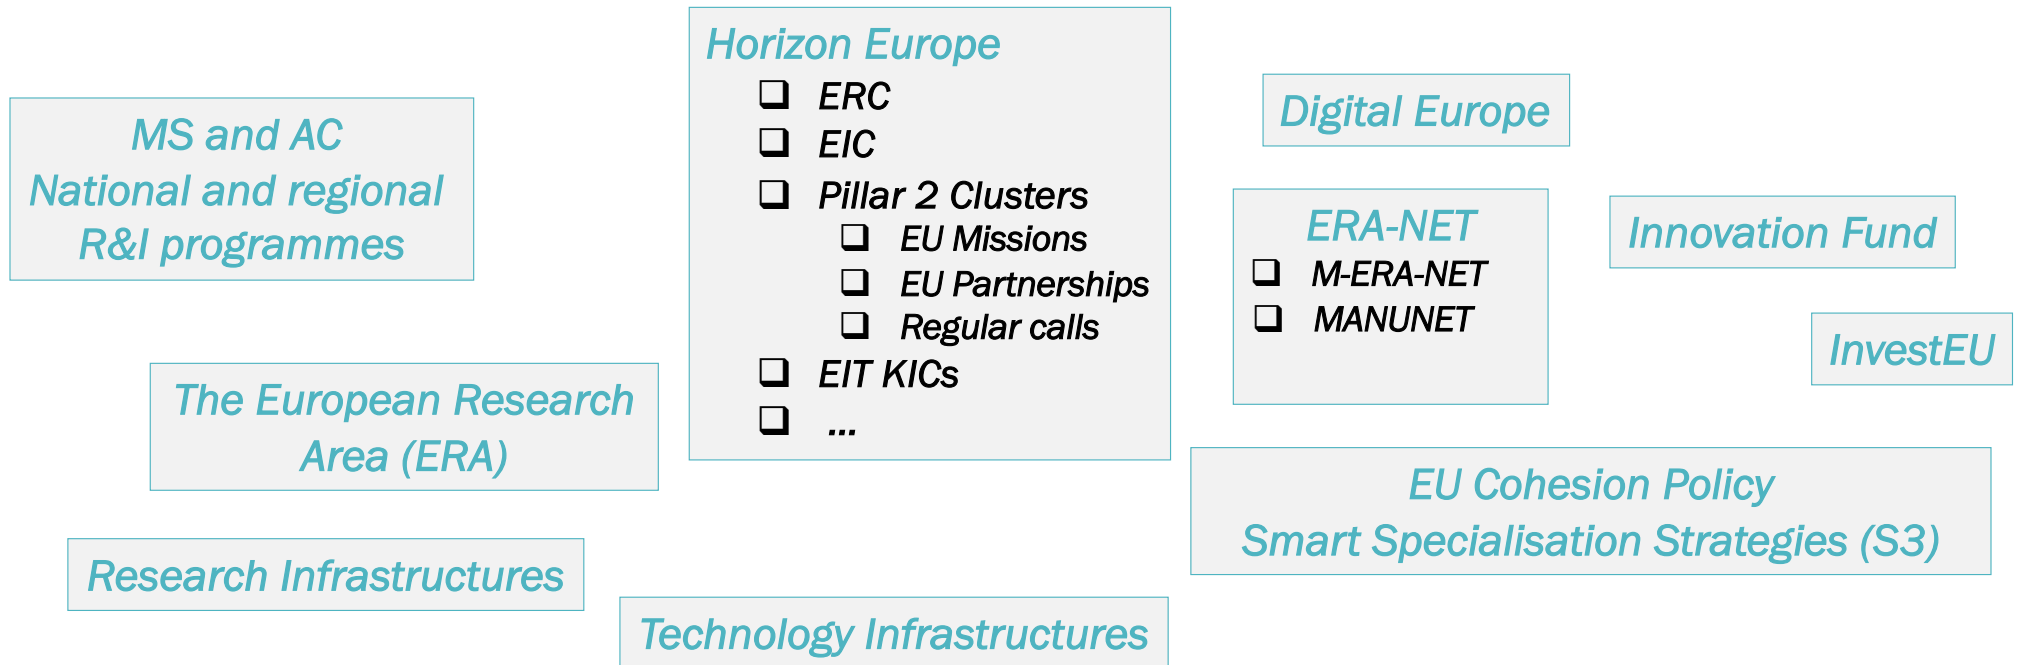 MS and AC
National and regional
R&I programmes
The European Research
Area (ERA)
Research Infrastructures
Horizon Europe
❑ ERC
❑ EIC
❑ Pillar 2 Clusters
❑ EU Missions
❑ EU Partnerships
❑ Regular calls
❑ EIT KICs
❑ ...
Technology Infrastructures
Digital Europe
ERA-NET
❑ M-ERA-NET
❑ MANUNET
Innovation Fund
InvestEU
EU Cohesion Policy
Smart Specialisation Strategies (S3)